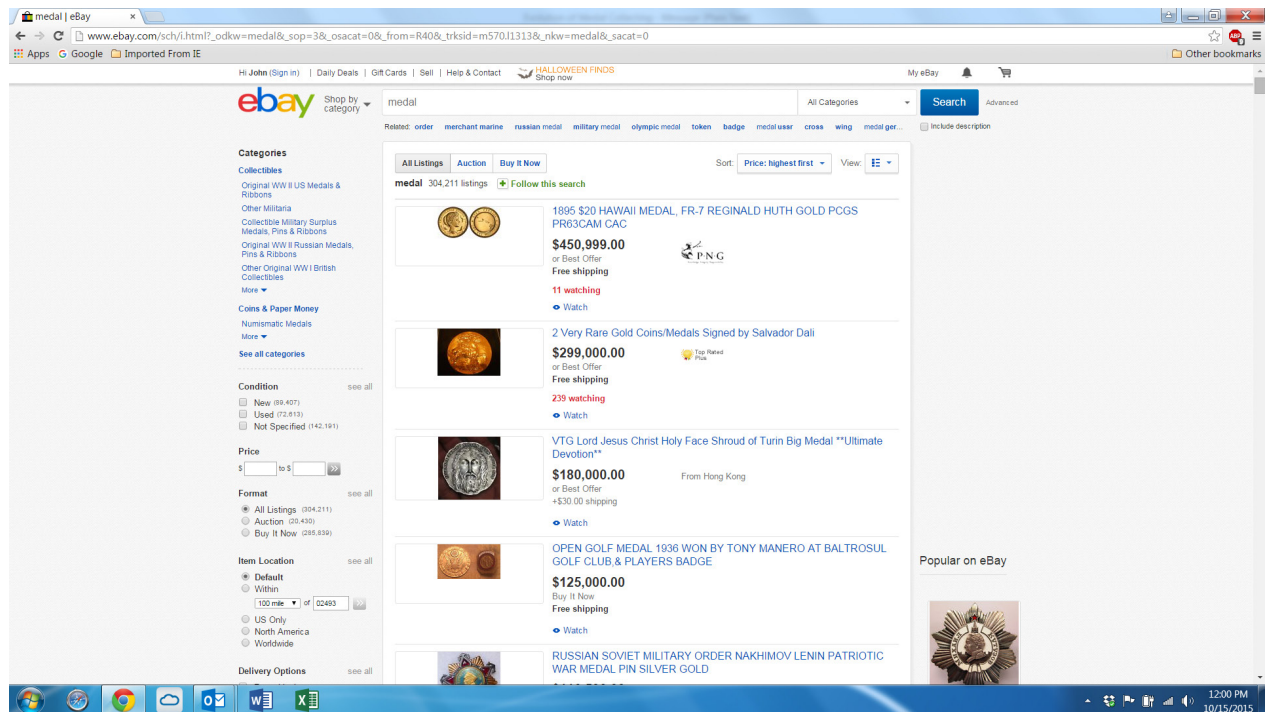 medal | eBay
www.ebay.com/sch/i.html?_odkw=medal&_sop=3&_osacat=0&_from=R40&_trksid=m570.l1313&_nkw=medal&_sacat=0
Apps Google Imported From IE Other bookmarks
Hi John (Sign in) | Daily Deals | Gift Cards | Sell | Help & Contact HALLOWEEN FINDS Shop now My eBay
ebay Shop by category medal All Categories Search Advanced
Related: order merchant marine russian medal military medal olympic medal token badge medal ussr cross wing medal ger... Include description
Categories
Collectibles
Original WW II US Medals & Ribbons
Other Militaria
Collectible Military Surplus Medals, Pins & Ribbons
Original WW II Russian Medals, Pins & Ribbons
Other Original WW I British Collectibles
More
Coins & Paper Money
Numismatic Medals
More
See all categories
Condition see all
New (89,407)
Used (72,613)
Not Specified (142,191)
Price
$ to $
Format see all
All Listings (304,211)
Auction (20,430)
Buy It Now (285,839)
Item Location see all
Default
Within
100 mile of 02493
US Only
North America
Worldwide
Delivery Options see all
All Listings Auction Buy It Now Sort: Price: highest first View:
medal 304,211 listings Follow this search
1895 $20 HAWAII MEDAL, FR-7 REGINALD HUTH GOLD PCGS
PR63CAM CAC
$450,999.00
or Best Offer
P·N·G
Free shipping
11 watching
Watch
2 Very Rare Gold Coins/Medals Signed by Salvador Dali
$299,000.00 Top Rated Plus
or Best Offer
Free shipping
239 watching
Watch
VTG Lord Jesus Christ Holy Face Shroud of Turin Big Medal **Ultimate
Devotion**
$180,000.00 From Hong Kong
or Best Offer
+$30.00 shipping
Watch
OPEN GOLF MEDAL 1936 WON BY TONY MANERO AT BALTROSUL
GOLF CLUB,& PLAYERS BADGE
$125,000.00
Buy It Now
Free shipping
Watch
RUSSIAN SOVIET MILITARY ORDER NAKHIMOV LENIN PATRIOTIC
WAR MEDAL PIN SILVER GOLD
Popular on eBay
12:00 PM
10/15/2015